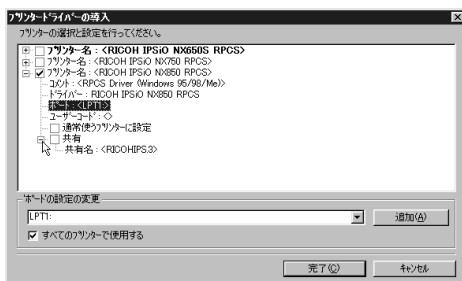 プリンタードライバーの導入
プリンターの選択と設定を行ってください。
プリンター名 : <RICOH IPSiO NX650S RPCS>
プリンター名 : <RICOH IPSiO NX750 RPCS>
プリンター名 : <RICOH IPSiO NX850 RPCS>
コメント : <RPCS Driver (Windows 95/98/Me)>
ドライバー : RICOH IPSiO NX850 RPCS
ポート : <LPT1:>
ユーザーコード : <>
通常使うプリンターに設定
共有
共有名 : <RICOHIPS.3>
ポートの設定の変更
LPT1:
追加(A)
すべてのプリンターで使用する
完了(O)
キャンセル